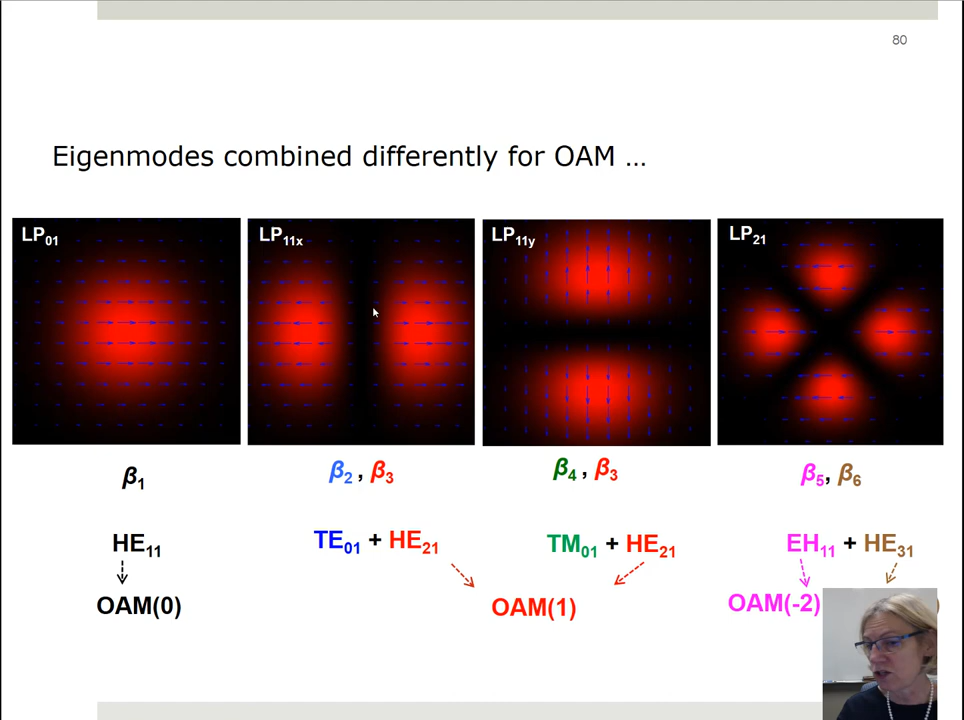 80
Eigenmodes combined differently for OAM ...
LP01 LP11x LP11y LP21
β1 β2 , β3 β4 , β3 β5, β6
HE11 TE01 + HE21 TM01 + HE21 EH11 + HE31
OAM(0) OAM(1) OAM(-2)